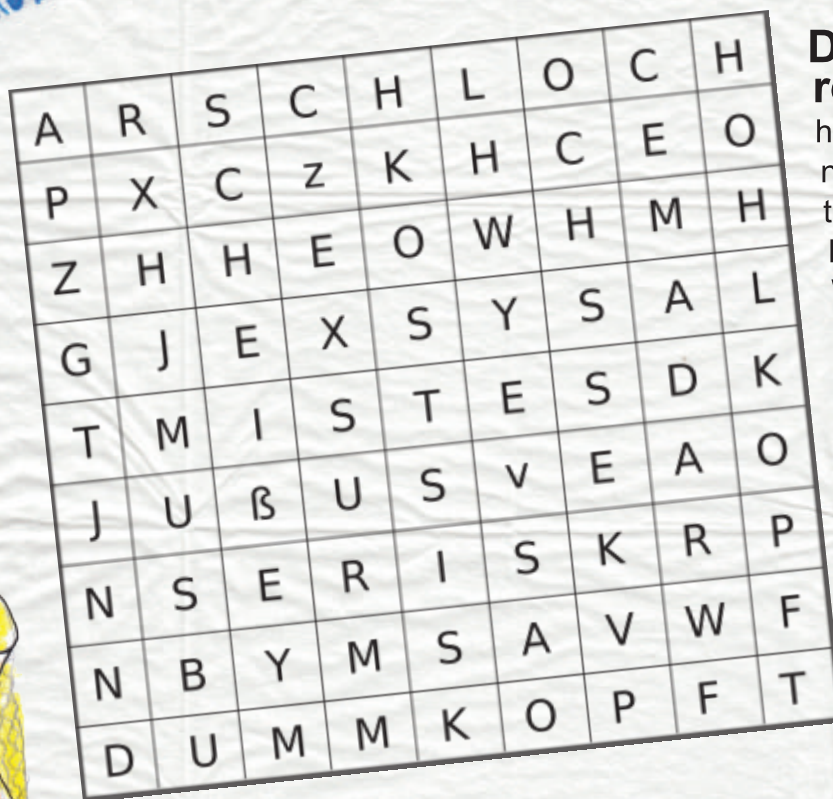 A R S C H L O C H
P X C z K H C E O
Z H H E O W H M H
G J E X S Y S A L
T M I S T E S D K
J U ß U S v E A O
N S E R I S K R P
N B Y M S A V W F
D U M M K O P F T
D
h